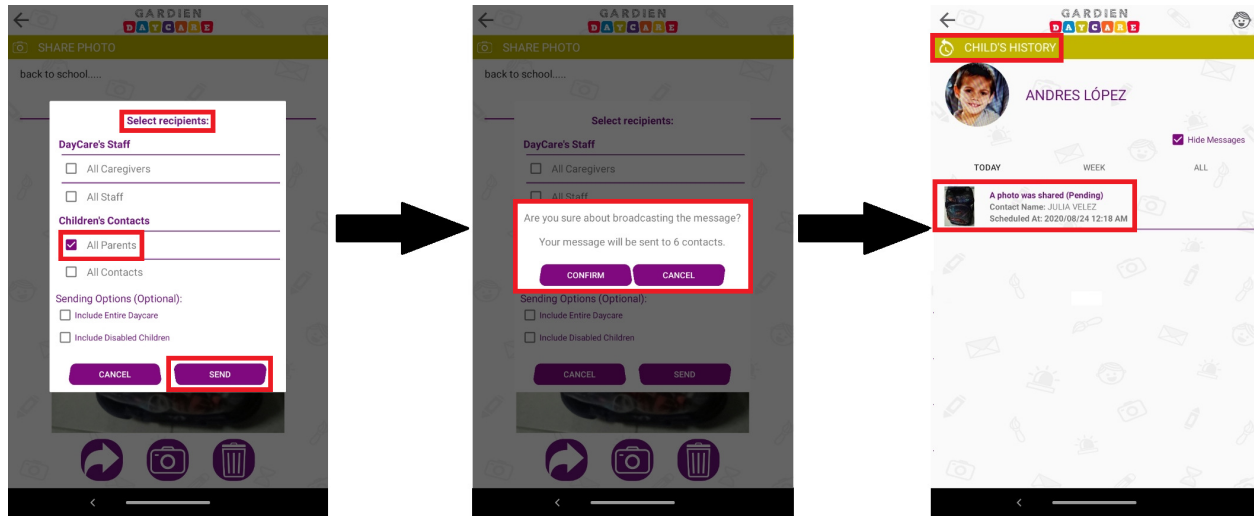 GARDIEN
DAYCARE
SHARE PHOTO
back to school.....
Select recipients:
DayCare's Staff
All Caregivers
All Staff
Children's Contacts
All Parents
All Contacts
Sending Options (Optional):
Include Entire Daycare
Include Disabled Children
CANCEL SEND
GARDIEN
DAYCARE
SHARE PHOTO
back to school.....
Select recipients:
DayCare's Staff
All Caregivers
All Staff
Are you sure about broadcasting the message?
Your message will be sent to 6 contacts.
CONFIRM CANCEL
Sending Options (Optional):
Include Entire Daycare
Include Disabled Children
CANCEL SEND
GARDIEN
DAYCARE
CHILD'S HISTORY
ANDRES LÓPEZ
Hide Messages
TODAY WEEK ALL
A photo was shared (Pending)
Contact Name: JULIA VELEZ
Scheduled At: 2020/08/24 12:18 AM